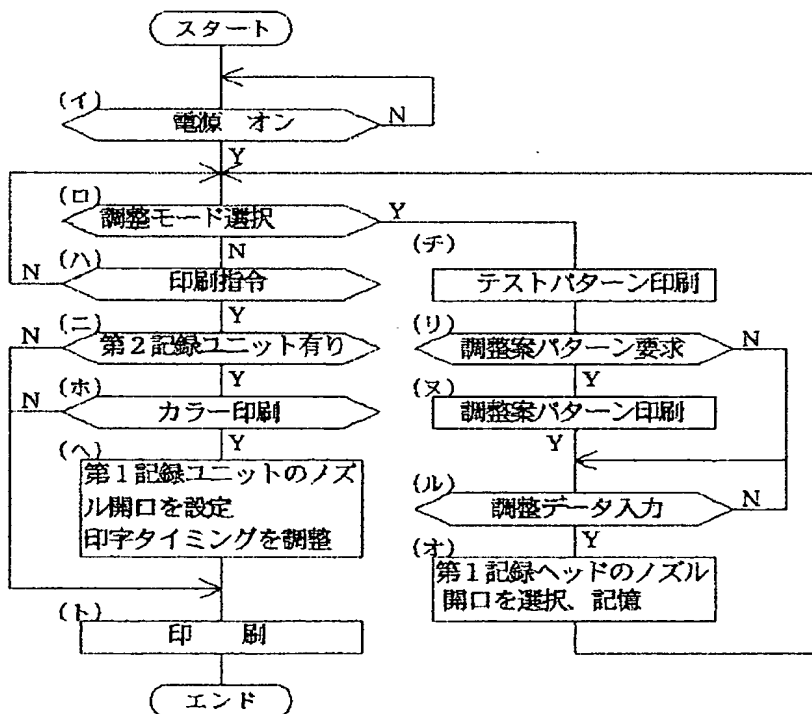 スタート
(イ)
電源 オン
N
Y
(ロ)
調整モード選択
Y
N
(ハ)
N
印刷指令
Y
(ニ)
N
第2記録ユニット有り
Y
(ホ)
N
カラー印刷
Y
(ヘ)
第1記録ユニットのノズ
ル開口を設定
印字タイミングを調整
(ト)
印 刷
エンド
(チ)
テストパターン印刷
(リ)
調整案パターン要求
N
Y
(ヌ)
調整案パターン印刷
Y
(ル)
調整データ入力
N
Y
(オ)
第1記録ヘッドのノズル
開口を選択、記憶